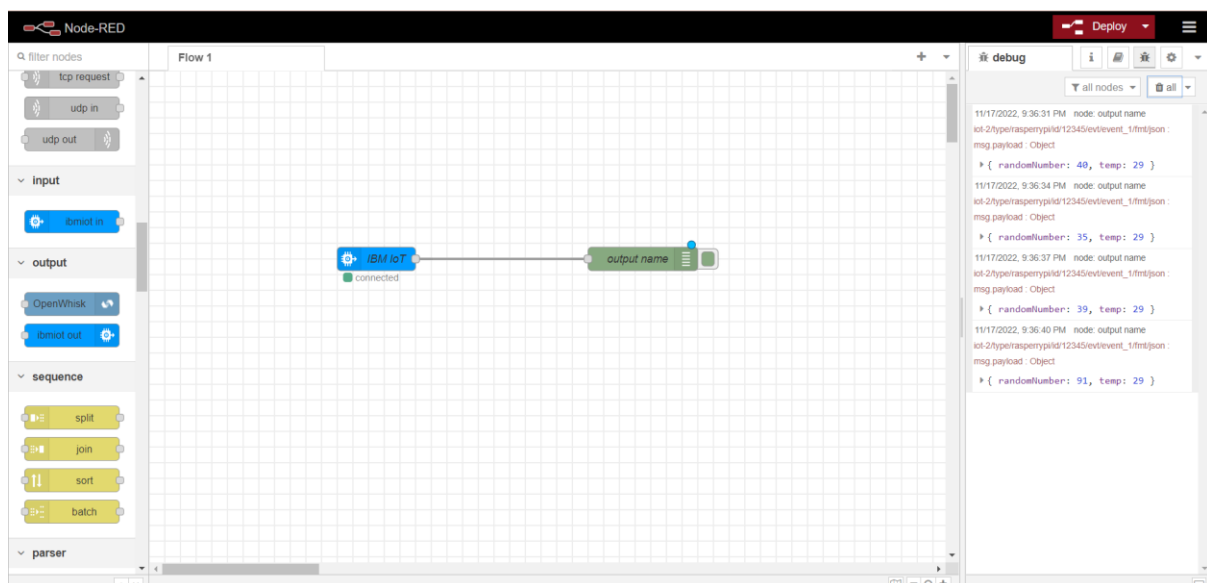 Node-RED
Deploy
filter nodes
Flow 1
debug
i
all nodes
all
tcp request
udp in
udp out
input
ibmiot in
output
OpenWhisk
ibmiot out
sequence
split
join
sort
batch
parser
IBM IoT
connected
output name
11/17/2022, 9:36:31 PM node: output name
iot-2/type/rasperrypi/id/12345/evt/event_1/fmt/json :
msg.payload : Object
{ randomNumber: 40, temp: 29 }
11/17/2022, 9:36:34 PM node: output name
iot-2/type/rasperrypi/id/12345/evt/event_1/fmt/json :
msg.payload : Object
{ randomNumber: 35, temp: 29 }
11/17/2022, 9:36:37 PM node: output name
iot-2/type/rasperrypi/id/12345/evt/event_1/fmt/json :
msg.payload : Object
{ randomNumber: 39, temp: 29 }
11/17/2022, 9:36:40 PM node: output name
iot-2/type/rasperrypi/id/12345/evt/event_1/fmt/json :
msg.payload : Object
{ randomNumber: 91, temp: 29 }